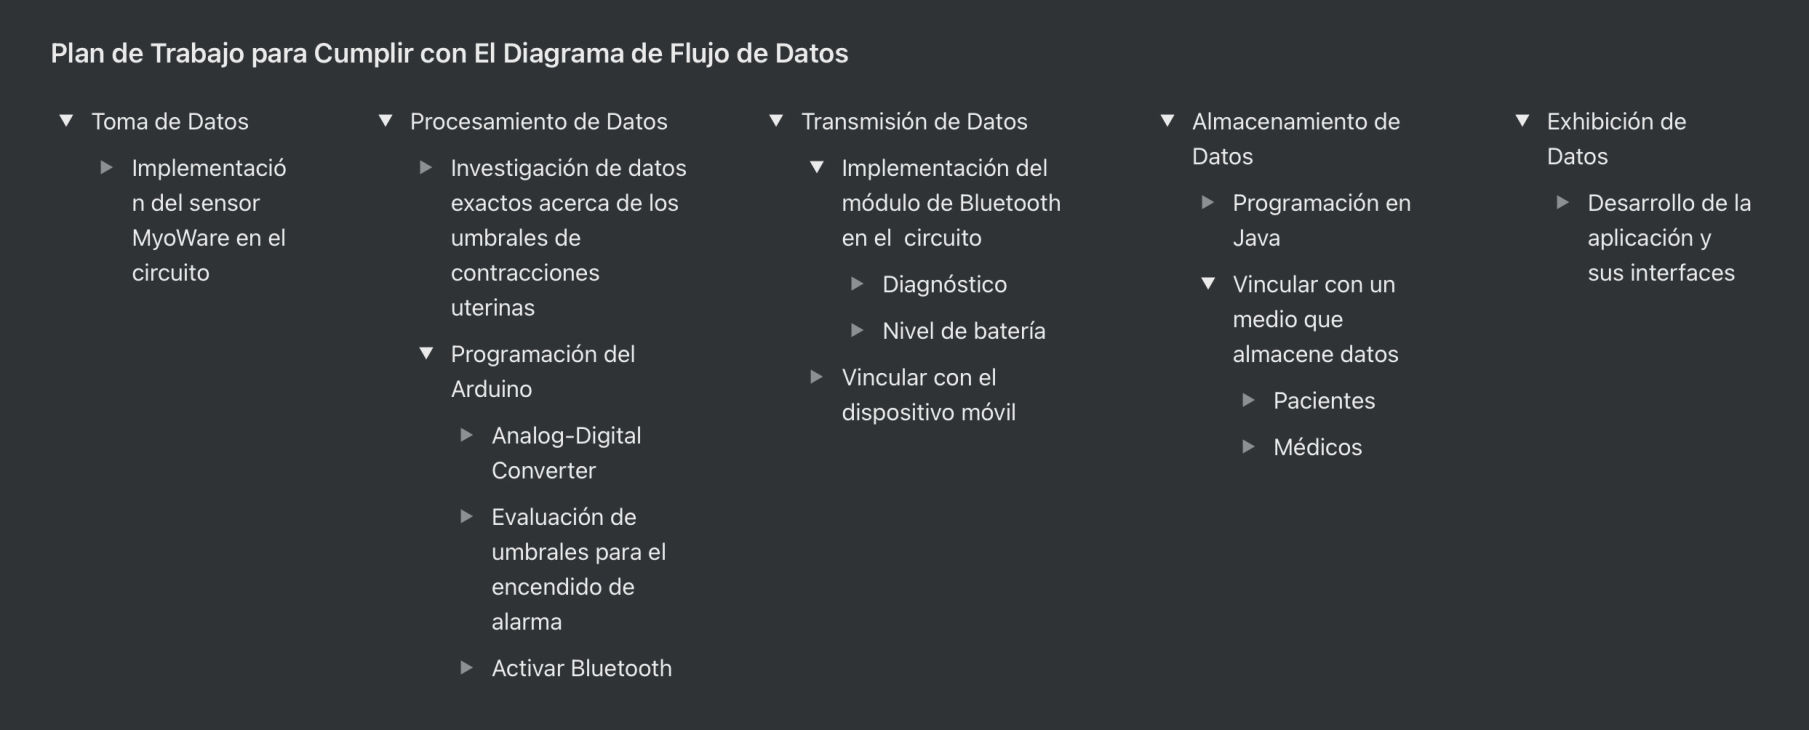 Plan de Trabajo para Cumplir con El Diagrama de Flujo de Datos
Toma de Datos
Implementació
n del sensor
MyoWare en el
circuito
Procesamiento de Datos
Investigación de datos
exactos acerca de los
umbrales de
contracciones
uterinas
Programación del
Arduino
Analog-Digital
Converter
Evaluación de
umbrales para el
encendido de
alarma
Activar Bluetooth
Transmisión de Datos
Implementación del
módulo de Bluetooth
en el circuito
Diagnóstico
Nivel de batería
Vincular con el
dispositivo móvil
Almacenamiento de
Datos
Programación en
Java
Vincular con un
medio que
almacene datos
Pacientes
Médicos
Exhibición de
Datos
Desarrollo de la
aplicación y
sus interfaces